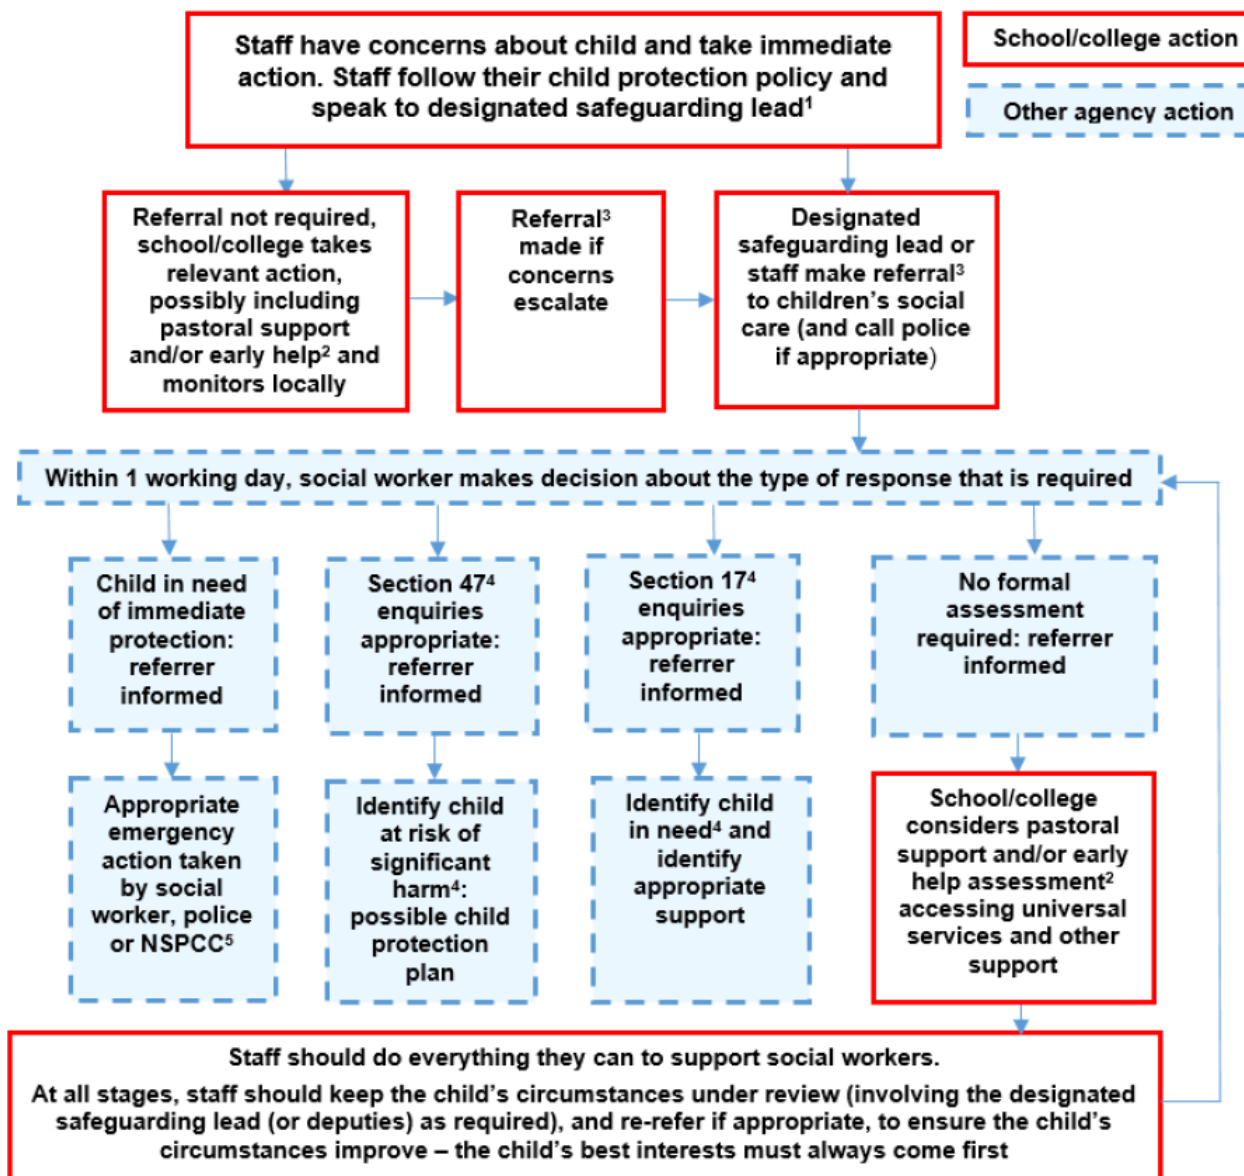 Staff have concerns about child and take immediate
action. Staff follow their child protection policy and
speak to designated safeguarding lead¹
School/college action
Other agency action
Referral not required,
school/college takes
relevant action,
possibly including
pastoral support
and/or early help² and
monitors locally
Referral³
made if
concerns
escalate
Designated
safeguarding lead or
staff make referral³
to children’s social
care (and call police
if appropriate)
Within 1 working day, social worker makes decision about the type of response that is required
Child in need
of immediate
protection:
referrer
informed
Section 47⁴
enquiries
appropriate:
referrer
informed
Section 17⁴
enquiries
appropriate:
referrer
informed
No formal
assessment
required: referrer
informed
Appropriate
emergency
action taken
by social
worker, police
or NSPCC⁵
Identify child
at risk of
significant
harm⁴:
possible child
protection
plan
Identify child
in need⁴ and
identify
appropriate
support
School/college
considers pastoral
support and/or early
help assessment²
accessing universal
services and other
support
Staff should do everything they can to support social workers.
At all stages, staff should keep the child’s circumstances under review (involving the designated
safeguarding lead (or deputies) as required), and re-refer if appropriate, to ensure the child’s
circumstances improve – the child’s best interests must always come first